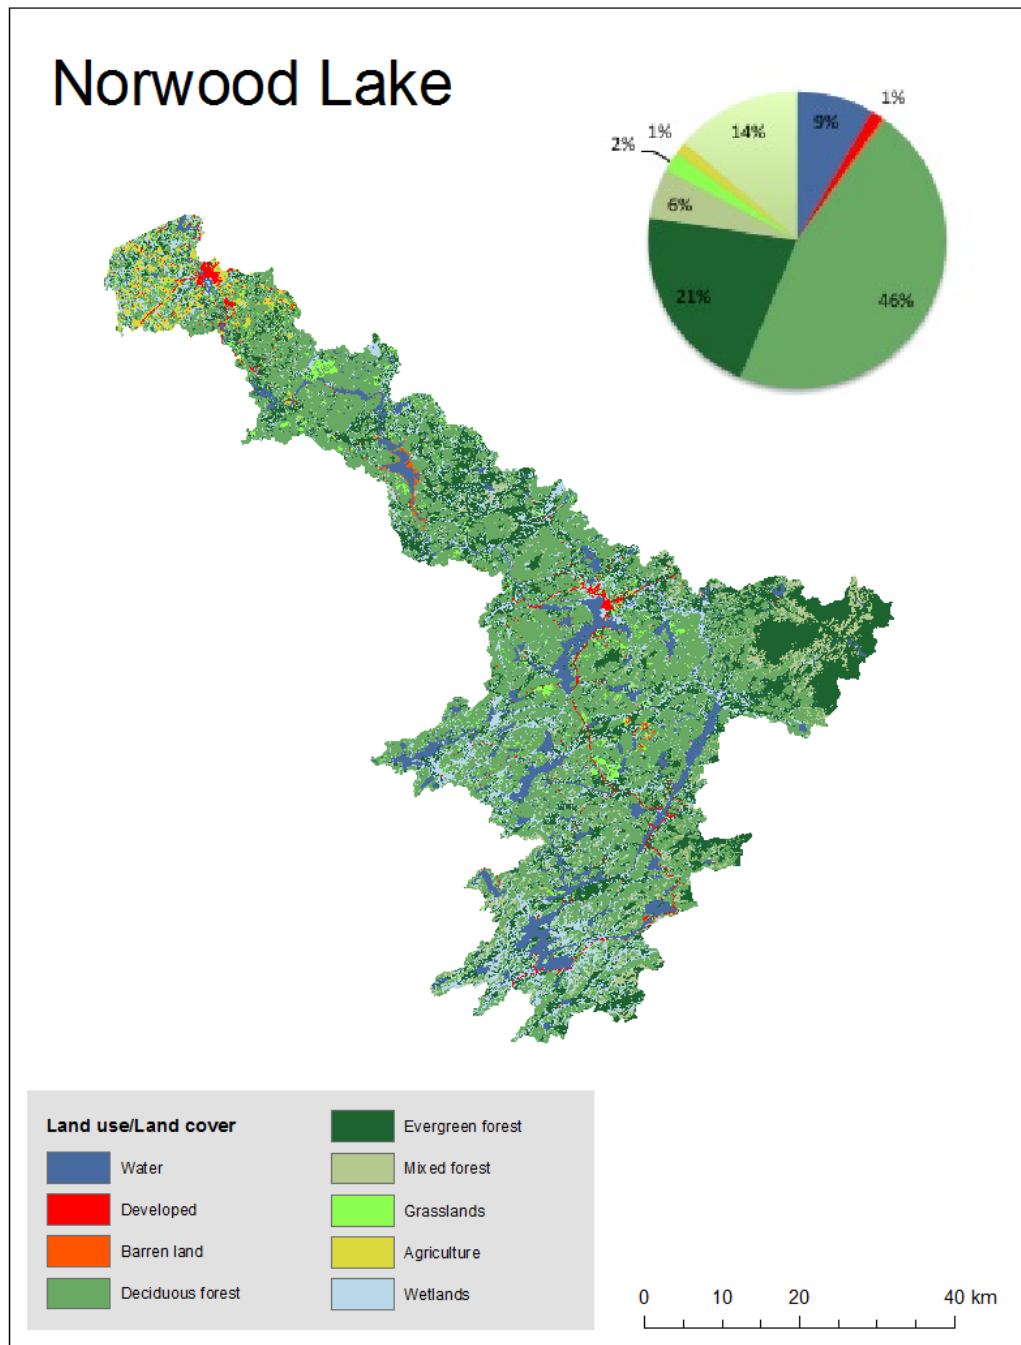 Norwood Lake
9%
1%
46%
21%
6%
2%
1%
14%
Land use/Land cover
Water
Developed
Barren land
Deciduous forest
Evergreen forest
Mixed forest
Grasslands
Agriculture
Wetlands
0 10 20 40 km